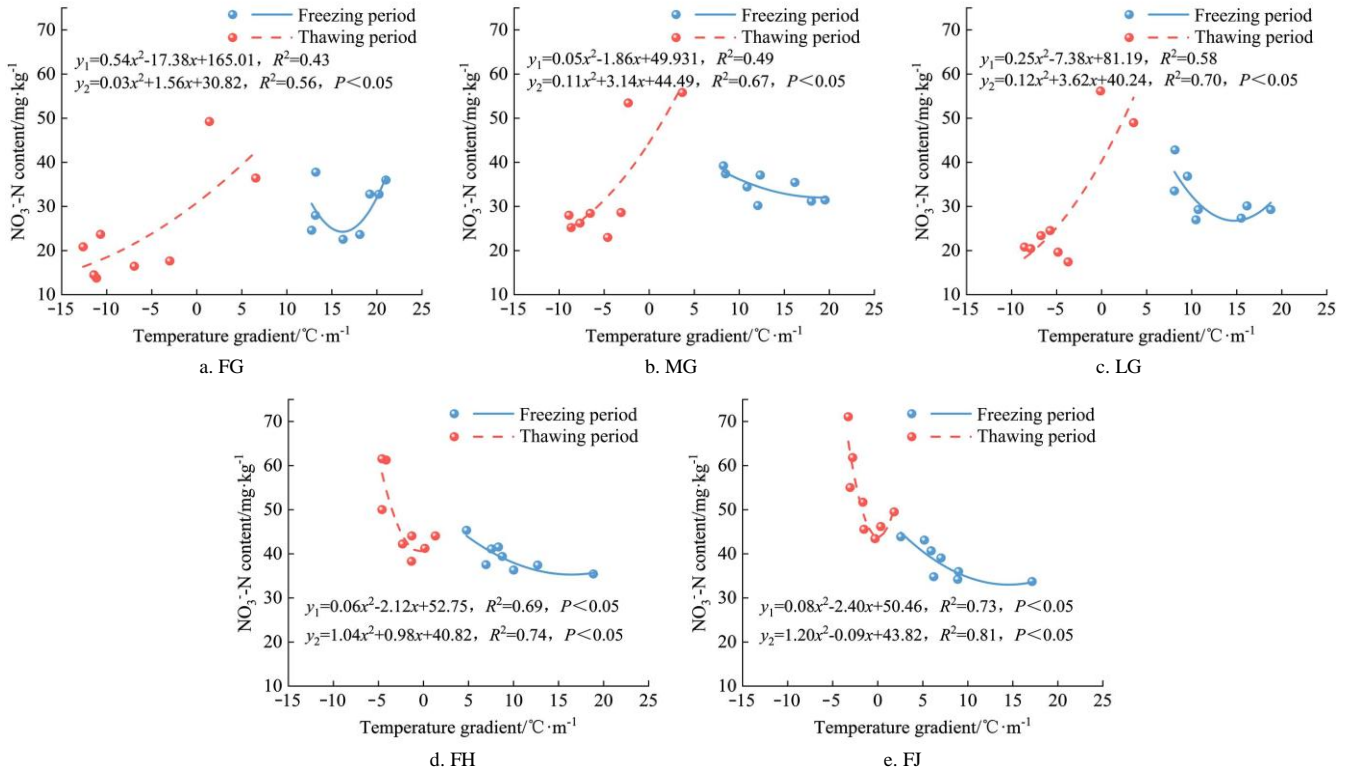 Freezing period
Thawing period
y₁=0.54x²-17.38x+165.01, R²=0.43
y₂=0.03x²+1.56x+30.82, R²=0.56, P<0.05
NO₃⁻-N content/mg·kg⁻¹
70
60
50
40
30
20
10
-15 -10 -5 0 5 10 15 20 25
Temperature gradient/℃·m⁻¹
a. FG
Freezing period
Thawing period
y₁=0.05x²-1.86x+49.931, R²=0.49
y₂=0.11x²+3.14x+44.49, R²=0.67, P<0.05
NO₃⁻-N content/mg·kg⁻¹
70
60
50
40
30
20
10
-15 -10 -5 0 5 10 15 20 25
Temperature gradient/℃·m⁻¹
b. MG
Freezing period
Thawing period
y₁=0.25x²-7.38x+81.19, R²=0.58
y₂=0.12x²+3.62x+40.24, R²=0.70, P<0.05
NO₃⁻-N content/mg·kg⁻¹
70
60
50
40
30
20
10
-15 -10 -5 0 5 10 15 20 25
Temperature gradient/℃·m⁻¹
c. LG
Freezing period
Thawing period
NO₃⁻-N content/mg·kg⁻¹
70
60
50
40
30
20
10
y₁=0.06x²-2.12x+52.75, R²=0.69, P<0.05
y₂=1.04x²+0.98x+40.82, R²=0.74, P<0.05
-15 -10 -5 0 5 10 15 20 25
Temperature gradient/℃·m⁻¹
d. FH
Freezing period
Thawing period
NO₃⁻-N content/mg·kg⁻¹
70
60
50
40
30
20
10
y₁=0.08x²-2.40x+50.46, R²=0.73, P<0.05
y₂=1.20x²-0.09x+43.82, R²=0.81, P<0.05
-15 -10 -5 0 5 10 15 20 25
Temperature gradient/℃·m⁻¹
e. FJ